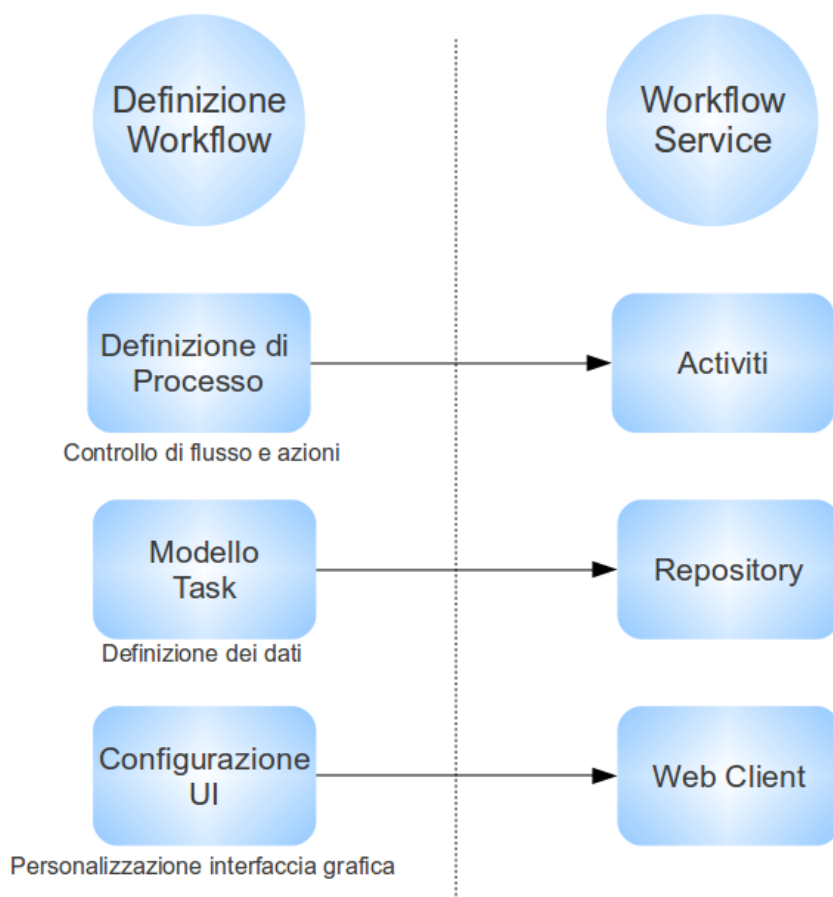 Definizione
Workflow
Workflow
Service
Definizione di
Processo
Activiti
Controllo di flusso e azioni
Modello
Task
Repository
Definizione dei dati
Configurazione
UI
Web Client
Personalizzazione interfaccia grafica